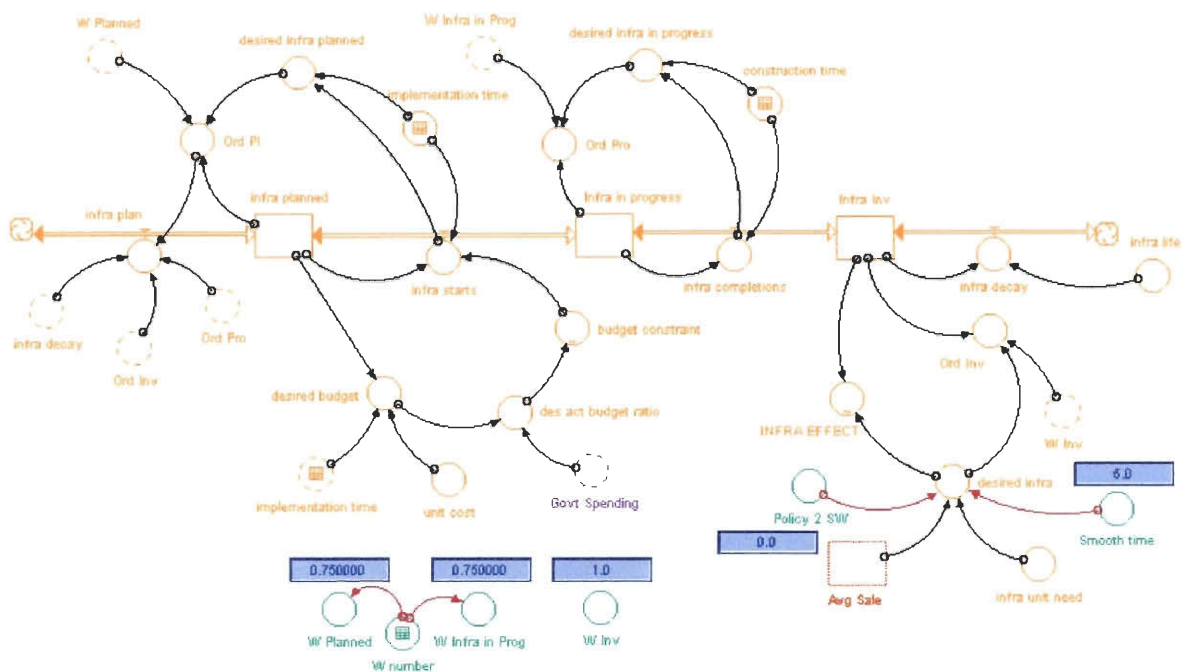 W Planned
W Infra in Prog
desired infra planned
desired infra in progress
construction time
implementation time
Ord Pl
Ord Pro
infra plan
infra planned
Infra in progress
Infra Inv
infra life
infra starts
infra completions
infra decay
infra decay
Ord Pro
Ord Inv
budget constraint
Ord Inv
desired budget
des act budget ratio
INFRA EFFECT
W Inv
implementation time
unit cost
Govt Spending
desired infra
6.0
Policy 2 SW
Smooth time
0.0
0.750000
0.750000
1.0
Avg Sale
infra unit need
W Planned
W Infra in Prog
W Inv
W number